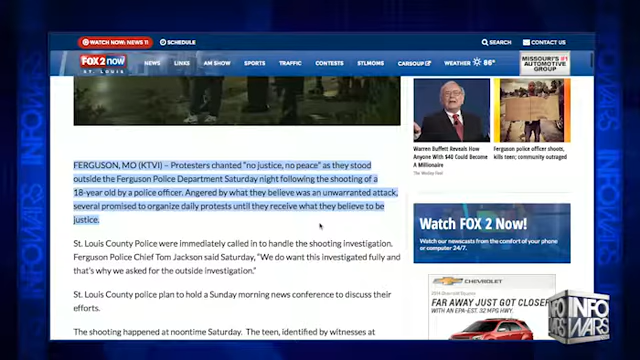 WATCH NOW: NEWS 11
SCHEDULE
SEARCH
CONTACT US
FOX 2 now
ST. LOUIS
NEWS
LINKS
AM SHOW
SPORTS
TRAFFIC
CONTESTS
STLMOMS
CARSOUP
WEATHER
86°
MISSOURI'S #1
AUTOMOTIVE
GROUP
FERGUSON, MO (KTVI) – Protesters chanted "no justice, no peace" as they stood
outside the Ferguson Police Department Saturday night following the shooting of a
18-year old by a police officer. Angered by what they believe was an unwarranted attack,
several promised to organize daily protests until they receive what they believe to be
justice.
St. Louis County Police were immediately called in to handle the shooting investigation.
Ferguson Police Chief Tom Jackson said Saturday, "We do want this investigated fully and
that's why we asked for the outside investigation."
St. Louis County police plan to hold a Sunday morning news conference to discuss their
efforts.
The shooting happened at noontime Saturday. The teen, identified by witnesses at
Warren Buffett Reveals How
Anyone With $40 Could Become
A Millionaire
The Motley Fool
Ferguson police officer shoots,
kills teen; community outraged
Watch FOX 2 Now!
Watch our newscasts from the comfort of your phone
or computer 24/7.
CHEVROLET
FAR AWAY JUST GOT CLOSER
WITH AN EPA-EST. 32 MPG HWY.
INFO
WARS
INFOWARS